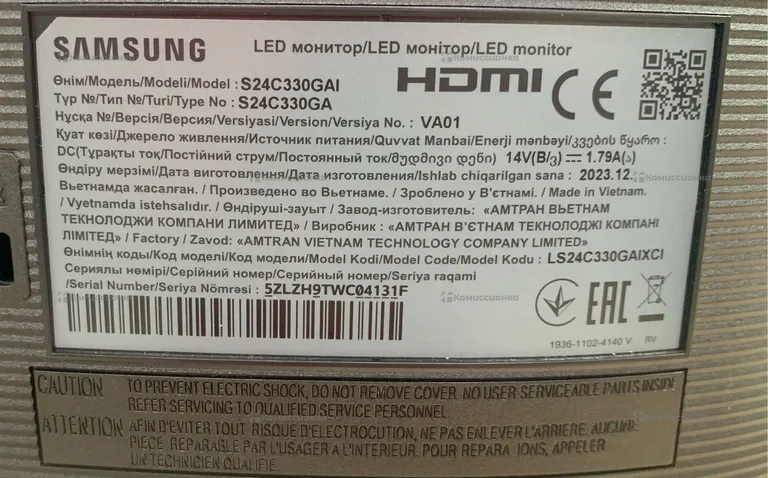 SAMSUNG
LED монитор/LED монітор/LED monitor
HDMI CE
Өнім/Модель/Modeli/Model : S24C330GAI
Түр №/Тип №/Turi/Type No : S24C330GA
Нұсқа №/Версія/Версия/Versiyasi/Version/Versiya No. : VA01
Қуат көзі/Джерело живлення/Источник питания/Quvvat Manbai/Enerji mənbəyi/კვების წყარო :
DC(Тұрақты ток/Постійний струм/Постоянный ток/მუდმივი დენი) 14V(В/ვ) ⎓ 1.79A(ა)
Өндіру мерзімі/Дата виготовлення/Дата изготовления/Ishlab chiqarilgan sana : 2023.12.
Вьетнамда жасалған. / Произведено во Вьетнаме. / Зроблено у В'єтнамі. / Made in Vietnam.
/ Vyetnamda istehsalıdır. / Өндіруші-зауыт / Завод-изготовитель: «АМТРАН ВЬЕТНАМ
ТЕКНОЛОДЖИ КОМПАНИ ЛИМИТЕД» / Виробник : «АМТРАН В'ЄТНАМ ТЕКНОЛОДЖІ КОМПАНІ
ЛІМІТЕД» / Factory / Zavod: «AMTRAN VIETNAM TECHNOLOGY COMPANY LIMITED»
Өнімнің коды/Код моделі/Код модели/Model Kodi/Model Code/Model Kodu : LS24C330GAIXCI
Сериялы нөмірі/Серійний номер/Серийный номер/Seriya raqami
/Serial Number/Seriya Nömrəsi : 5ZLZH9TWC04131F
EAC
1936-1102-4140 V RV
CAUTION TO PREVENT ELECTRIC SHOCK, DO NOT REMOVE COVER. NO USER SERVICEABLE PARTS INSIDE.
REFER SERVICING TO QUALIFIED SERVICE PERSONNEL.
ATTENTION AFIN D'EVITER TOUT RISQUE D'ELECTROCUTION, NE PAS ENLEVER L'ARRIERE. AUCUNE
PIECE REPARABLE PAR L'USAGER A L'INTERIEUR. POUR REPARA IONS, APPELER
UN TECHNICIEN QUALIFIE.
Комиссионко
Комиссионко
Комиссионко
Комиссионко